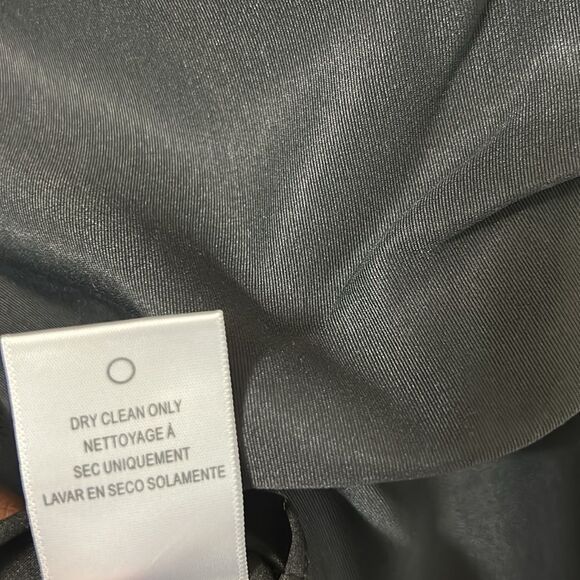 DRY CLEAN ONLY
NETTOYAGE À
SEC UNIQUEMENT
LAVAR EN SECO SOLAMENTE